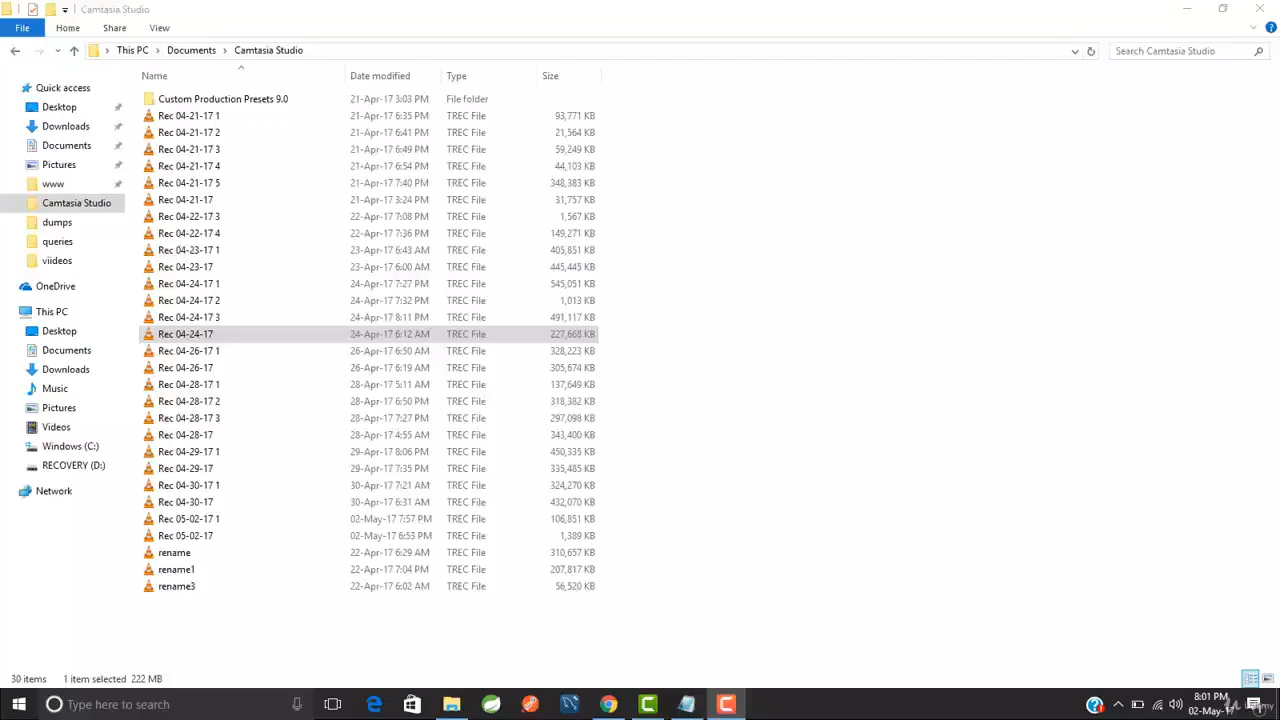 Camtasia Studio
File Home Share View
This PC Documents Camtasia Studio Search Camtasia Studio
Name Date modified Type Size
Quick access
Desktop
Downloads
Documents
Pictures
www
Camtasia Studio
dumps
queries
viideos
OneDrive
This PC
Desktop
Documents
Downloads
Music
Pictures
Videos
Windows (C:)
RECOVERY (D:)
Network
Custom Production Presets 9.0 21-Apr-17 3:03 PM File folder
Rec 04-21-17 1 21-Apr-17 6:35 PM TREC File 93,771 KB
Rec 04-21-17 2 21-Apr-17 6:41 PM TREC File 21,564 KB
Rec 04-21-17 3 21-Apr-17 6:49 PM TREC File 59,249 KB
Rec 04-21-17 4 21-Apr-17 6:54 PM TREC File 44,103 KB
Rec 04-21-17 5 21-Apr-17 7:40 PM TREC File 348,383 KB
Rec 04-21-17 21-Apr-17 3:24 PM TREC File 31,757 KB
Rec 04-22-17 3 22-Apr-17 7:08 PM TREC File 1,567 KB
Rec 04-22-17 4 22-Apr-17 7:36 PM TREC File 149,271 KB
Rec 04-23-17 1 23-Apr-17 6:43 AM TREC File 405,851 KB
Rec 04-23-17 23-Apr-17 6:00 AM TREC File 445,445 KB
Rec 04-24-17 1 24-Apr-17 7:27 PM TREC File 545,051 KB
Rec 04-24-17 2 24-Apr-17 7:32 PM TREC File 1,013 KB
Rec 04-24-17 3 24-Apr-17 8:11 PM TREC File 491,117 KB
Rec 04-24-17 24-Apr-17 6:12 AM TREC File 227,668 KB
Rec 04-26-17 1 26-Apr-17 6:50 AM TREC File 328,223 KB
Rec 04-26-17 26-Apr-17 6:19 AM TREC File 305,674 KB
Rec 04-28-17 1 28-Apr-17 5:11 AM TREC File 137,649 KB
Rec 04-28-17 2 28-Apr-17 6:50 PM TREC File 318,382 KB
Rec 04-28-17 3 28-Apr-17 7:27 PM TREC File 297,098 KB
Rec 04-28-17 28-Apr-17 4:55 AM TREC File 343,400 KB
Rec 04-29-17 1 29-Apr-17 8:06 PM TREC File 450,335 KB
Rec 04-29-17 29-Apr-17 7:35 PM TREC File 335,485 KB
Rec 04-30-17 1 30-Apr-17 7:21 AM TREC File 324,270 KB
Rec 04-30-17 30-Apr-17 6:31 AM TREC File 432,070 KB
Rec 05-02-17 1 02-May-17 7:57 PM TREC File 106,851 KB
Rec 05-02-17 02-May-17 6:53 PM TREC File 1,389 KB
rename 22-Apr-17 6:29 AM TREC File 310,657 KB
rename1 22-Apr-17 7:04 PM TREC File 207,817 KB
rename3 22-Apr-17 6:02 AM TREC File 56,520 KB
30 items 1 item selected 222 MB
Type here to search
8:01 PM
02-May-17